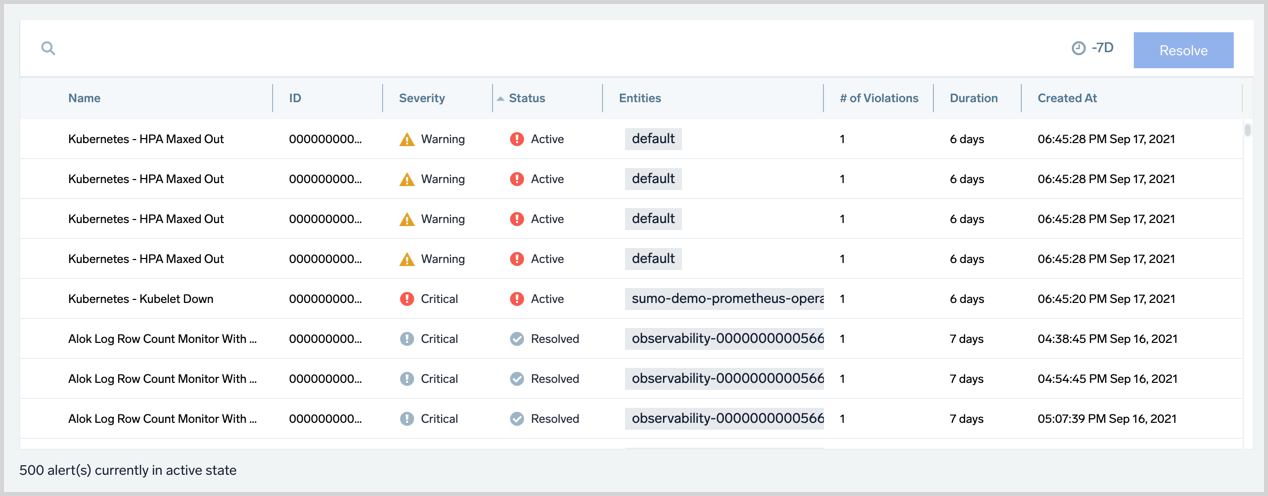 -7D Resolve
Name ID Severity Status Entities # of Violations Duration Created At
Kubernetes - HPA Maxed Out 000000000... Warning Active default 1 6 days 06:45:28 PM Sep 17, 2021
Kubernetes - HPA Maxed Out 000000000... Warning Active default 1 6 days 06:45:28 PM Sep 17, 2021
Kubernetes - HPA Maxed Out 000000000... Warning Active default 1 6 days 06:45:28 PM Sep 17, 2021
Kubernetes - HPA Maxed Out 000000000... Warning Active default 1 6 days 06:45:28 PM Sep 17, 2021
Kubernetes - Kubelet Down 000000000... Critical Active sumo-demo-prometheus-opera 1 6 days 06:45:20 PM Sep 17, 2021
Alok Log Row Count Monitor With ... 000000000... Critical Resolved observability-0000000000566 1 7 days 04:38:45 PM Sep 16, 2021
Alok Log Row Count Monitor With ... 000000000... Critical Resolved observability-0000000000566 1 7 days 04:54:45 PM Sep 16, 2021
Alok Log Row Count Monitor With ... 000000000... Critical Resolved observability-0000000000566 1 7 days 05:07:39 PM Sep 16, 2021
500 alert(s) currently in active state